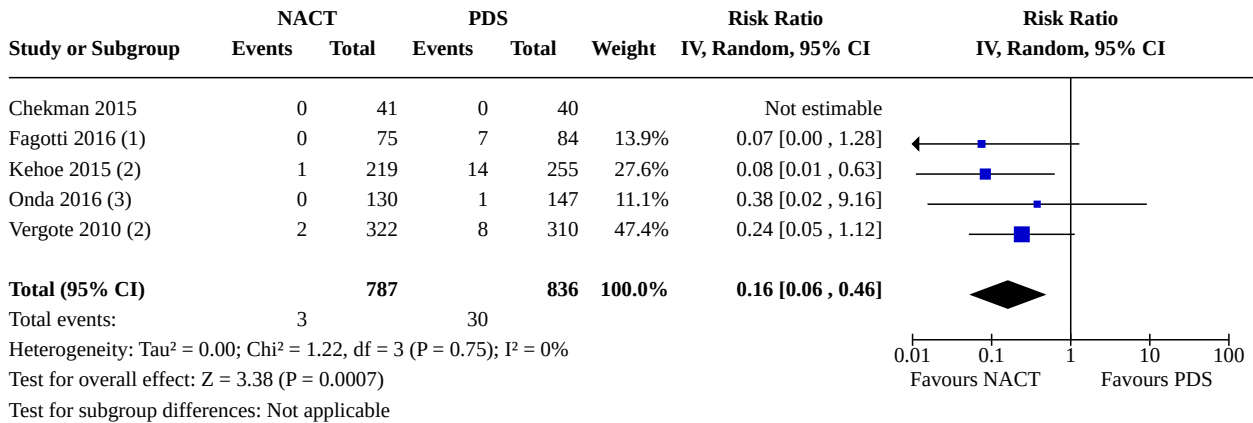 NACT PDS Risk Ratio Risk Ratio
Study or Subgroup Events Total Events Total Weight IV, Random, 95% CI IV, Random, 95% CI
Chekman 2015 0 41 0 40 Not estimable
Fagotti 2016 (1) 0 75 7 84 13.9% 0.07 [0.00 , 1.28]
Kehoe 2015 (2) 1 219 14 255 27.6% 0.08 [0.01 , 0.63]
Onda 2016 (3) 0 130 1 147 11.1% 0.38 [0.02 , 9.16]
Vergote 2010 (2) 2 322 8 310 47.4% 0.24 [0.05 , 1.12]
Total (95% CI) 787 836 100.0% 0.16 [0.06 , 0.46]
Total events: 3 30
Heterogeneity: Tau² = 0.00; Chi² = 1.22, df = 3 (P = 0.75); I² = 0%
Test for overall effect: Z = 3.38 (P = 0.0007)
Test for subgroup differences: Not applicable
0.01 0.1 1 10 100
Favours NACT Favours PDS